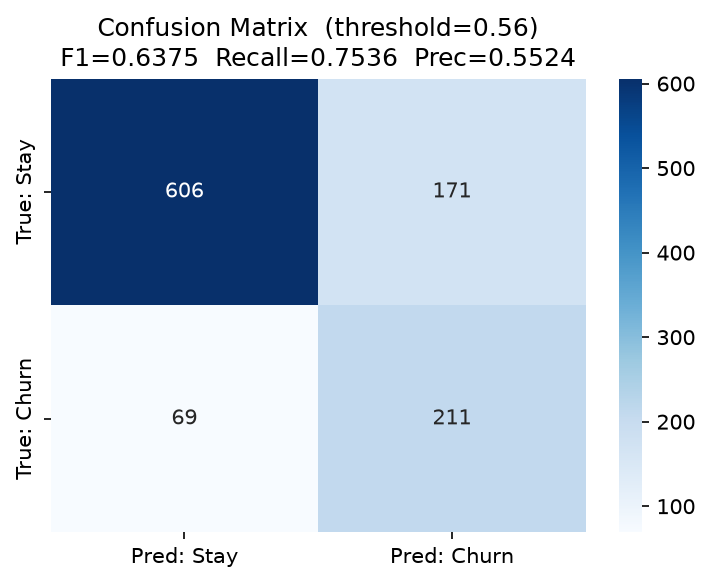 Confusion Matrix  (threshold=0.56)
F1=0.6375  Recall=0.7536  Prec=0.5524
True: Stay
606
171
True: Churn
69
211
Pred: Stay
Pred: Churn
600
500
400
300
200
100